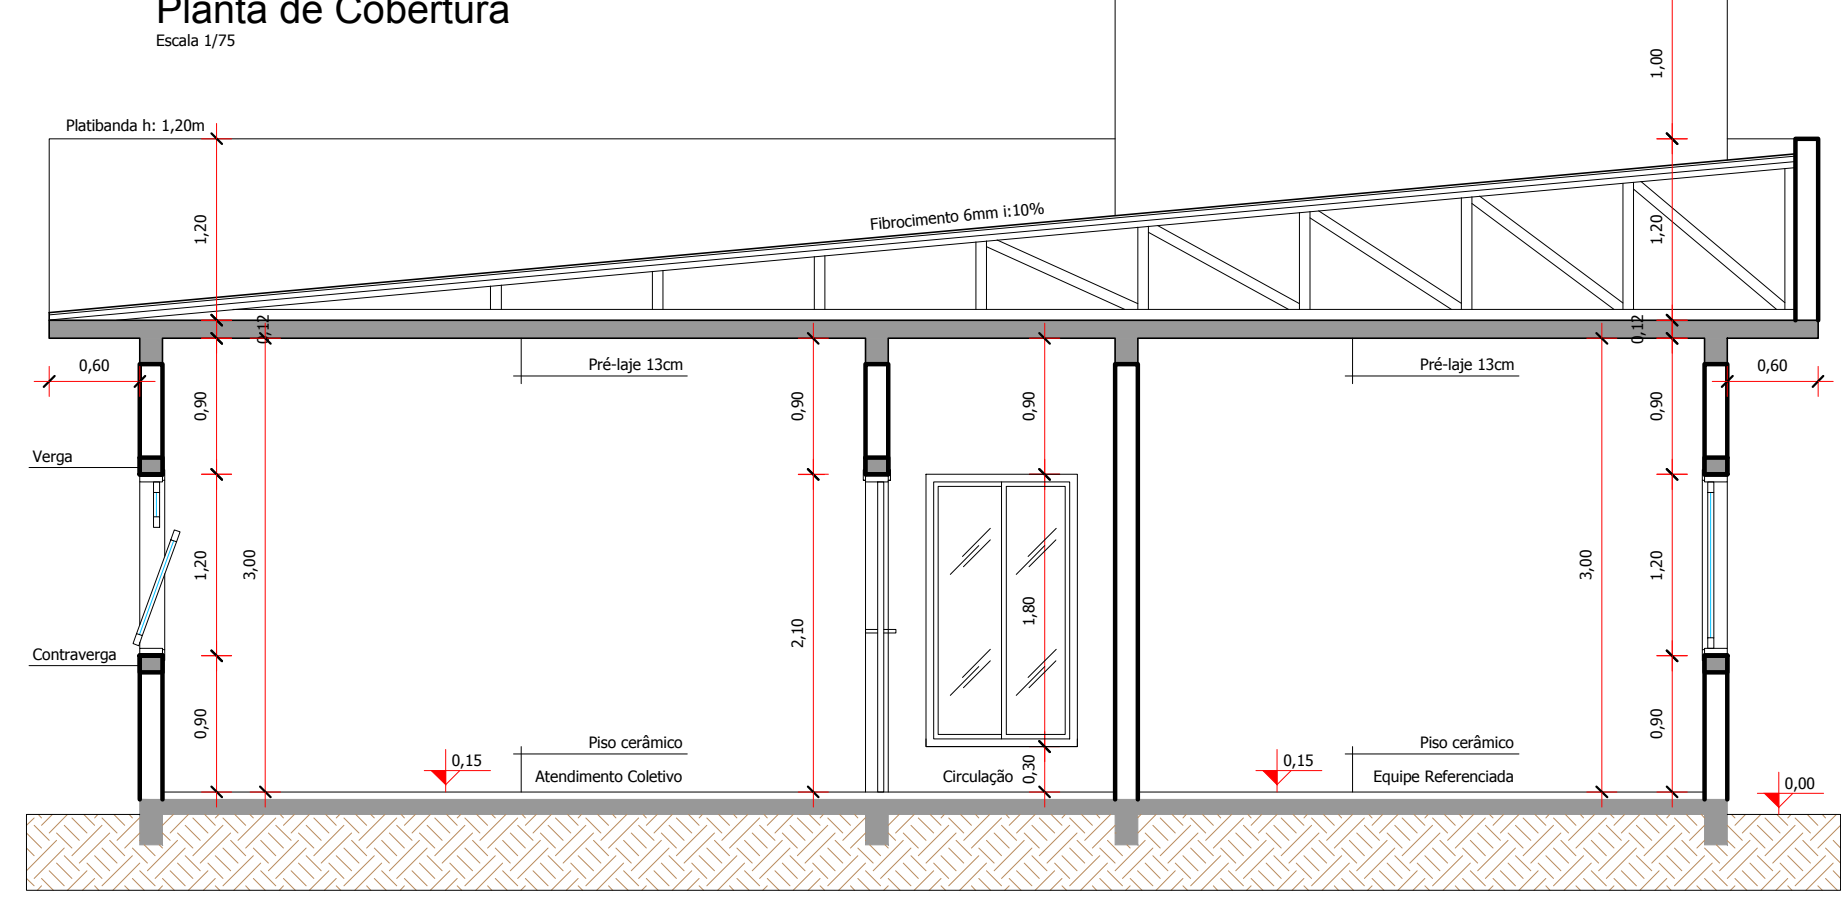 Planta de Cobertura
Escala 1/75
1,00
Platibanda h: 1,20m
1,20
Fibrocimento 6mm i:10%
1,20
0,12
0,12
0,60
Pré-laje 13cm
Pré-laje 13cm
0,60
0,90
0,90
0,90
0,90
Verga
1,20
3,00
2,10
1,80
3,00
1,20
Contraverga
0,90
0,90
Piso cerâmico
Piso cerâmico
0,15
Atendimento Coletivo
Circulação
0,30
0,15
Equipe Referenciada
0,00